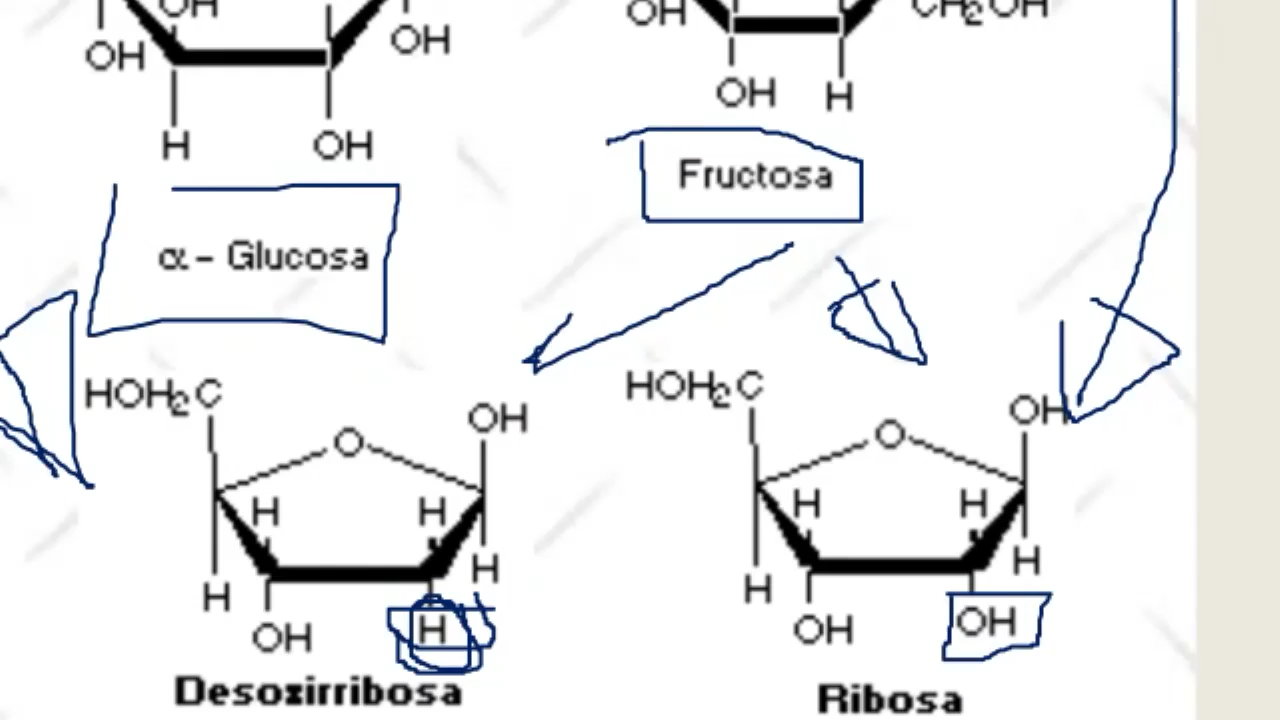 OH OH CH₂OH
OH OH
H OH
OH H
α - Glucosa
Fructosa
HOH₂C O OH
H H
H H
OH H
Desoxirribosa
HOH₂C O OH
H H
H H
OH OH
Ribosa